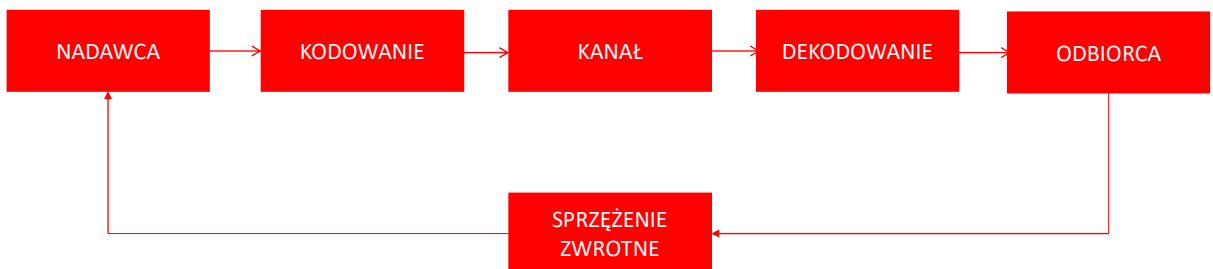 NADAWCA
KODOWANIE
KANAŁ
DEKODOWANIE
ODBIORCA
SPRZĘŻENIE
ZWROTNE